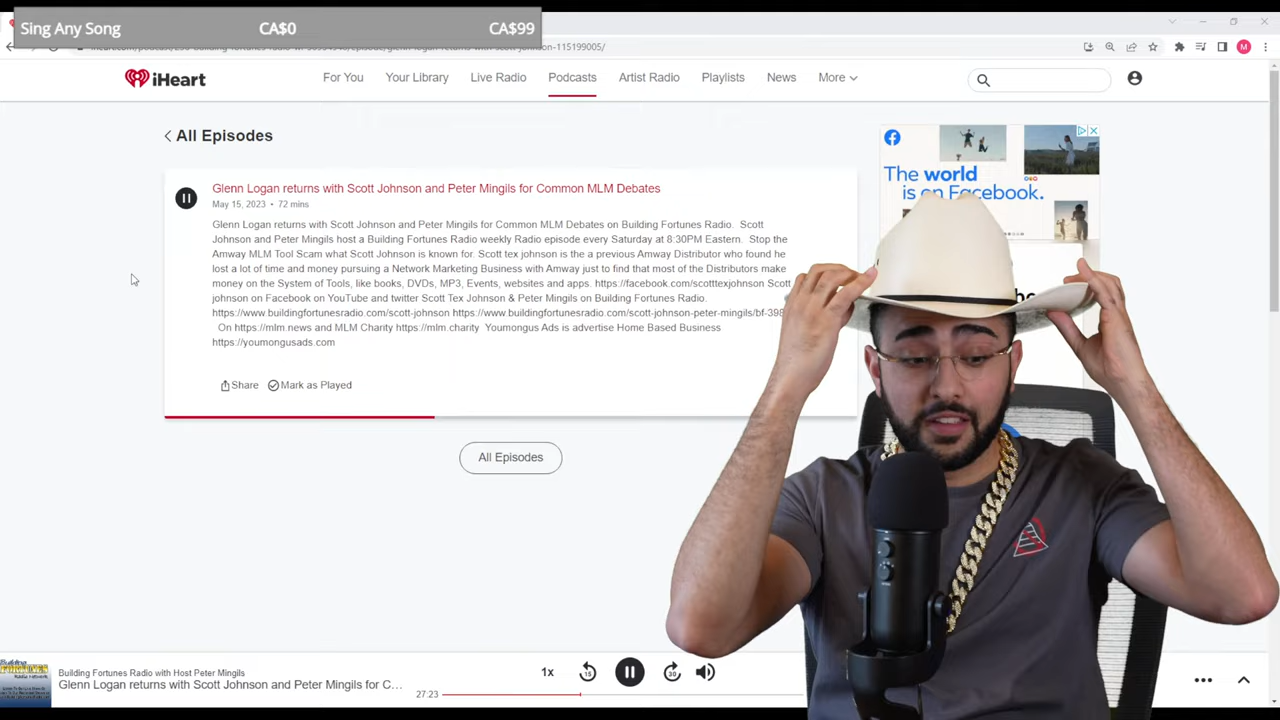 Sing Any Song CA$0 CA$99
iHeart
For You Your Library Live Radio Podcasts Artist Radio Playlists News More
M
All Episodes
Glenn Logan returns with Scott Johnson and Peter Mingils for Common MLM Debates
May 15, 2023 • 72 mins
Glenn Logan returns with Scott Johnson and Peter Mingils for Common MLM Debates on Building Fortunes Radio. Scott
Johnson and Peter Mingils host a Building Fortunes Radio weekly Radio episode every Saturday at 8:30PM Eastern. Stop the
Amway MLM Tool Scam what Scott Johnson is known for. Scott tex johnson is the a previous Amway Distributor who found he
lost a lot of time and money pursuing a Network Marketing Business with Amway just to find that most of the Distributors make
money on the System of Tools, like books, DVDs, MP3, Events, websites and apps. https://facebook.com/scotttexjohnson Scott
johnson on Facebook on YouTube and twitter Scott Tex Johnson & Peter Mingils on Building Fortunes Radio.
https://www.buildingfortunesradio.com/scott-johnson https://www.buildingfortunesradio.com/scott-johnson-peter-mingils/bf-398
On https://mlm.news and MLM Charity https://mlm.charity Youmongus Ads is advertise Home Based Business
https://youmongusads.com
Share Mark as Played
All Episodes
The world
is on Facebook.
Building Fortunes Radio with Host Peter Mingils
Glenn Logan returns with Scott Johnson and Peter Mingils for C...
1x 15 30
27:23